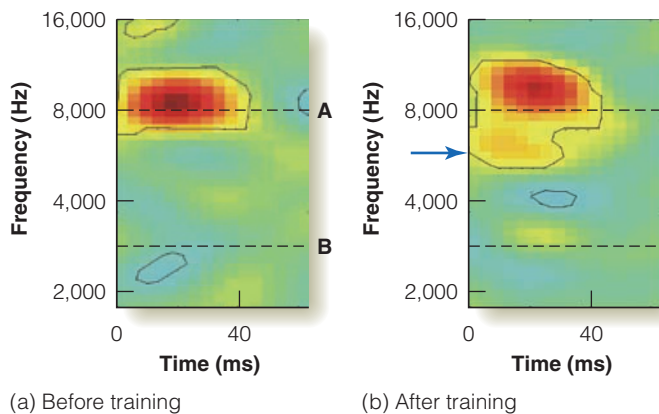 16,000
8,000
4,000
2,000
Frequency (Hz)
A
B
0
40
Time (ms)
(a) Before training
16,000
8,000
4,000
2,000
Frequency (Hz)
0
40
Time (ms)
(b) After training